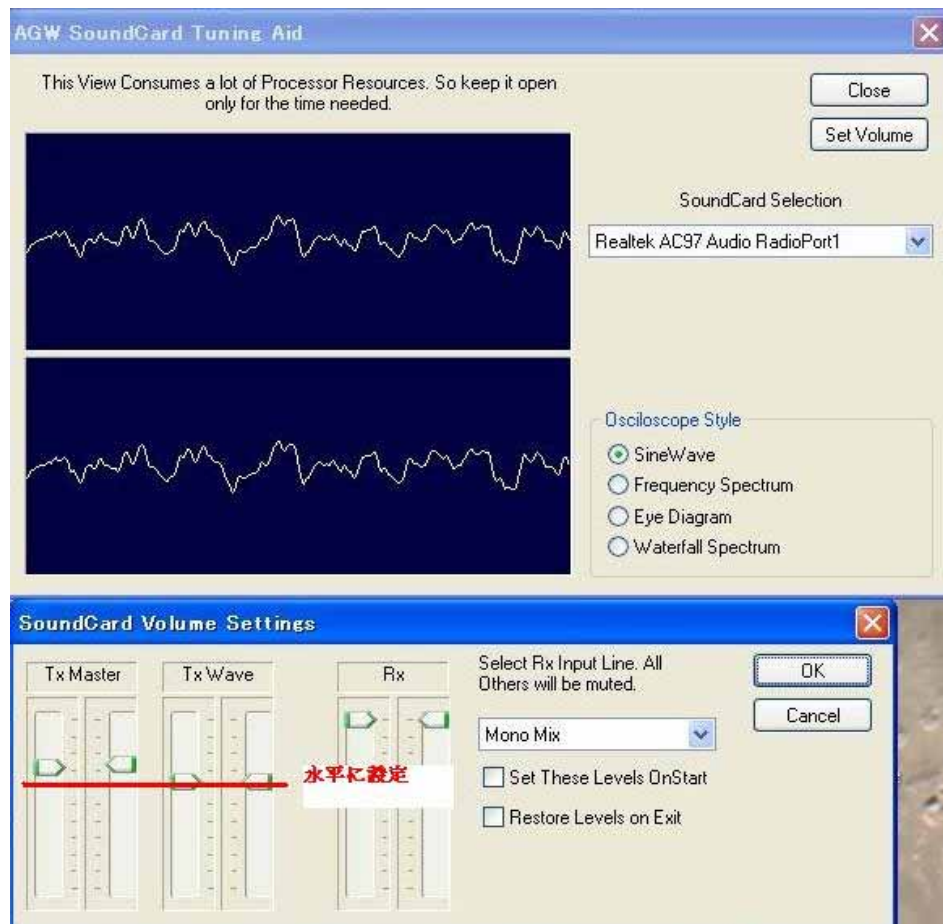 AGW SoundCard Tuning Aid
This View Consumes a lot of Processor Resources. So keep it open
only for the time needed.
Close
Set Volume
SoundCard Selection
Realtek AC97 Audio RadioPort1
Osciloscope Style
SineWave
Frequency Spectrum
Eye Diagram
Waterfall Spectrum
SoundCard Volume Settings
Tx Master
Tx Wave
Rx
Select Rx Input Line. All
Others will be muted.
OK
Cancel
Mono Mix
水平に設定
Set These Levels OnStart
Restore Levels on Exit